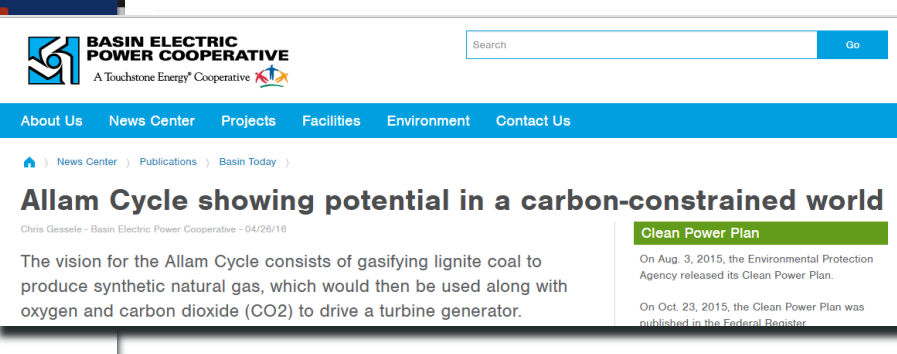 BASIN ELECTRIC
POWER COOPERATIVE
A Touchstone Energy® Cooperative
Search
Go
About Us News Center Projects Facilities Environment Contact Us
News Center Publications Basin Today
Allam Cycle showing potential in a carbon-constrained world
Chris Gessele - Basin Electric Power Cooperative - 04/26/16
The vision for the Allam Cycle consists of gasifying lignite coal to
produce synthetic natural gas, which would then be used along with
oxygen and carbon dioxide (CO2) to drive a turbine generator.
Clean Power Plan
On Aug. 3, 2015, the Environmental Protection
Agency released its Clean Power Plan.
On Oct. 23, 2015, the Clean Power Plan was
published in the Federal Register